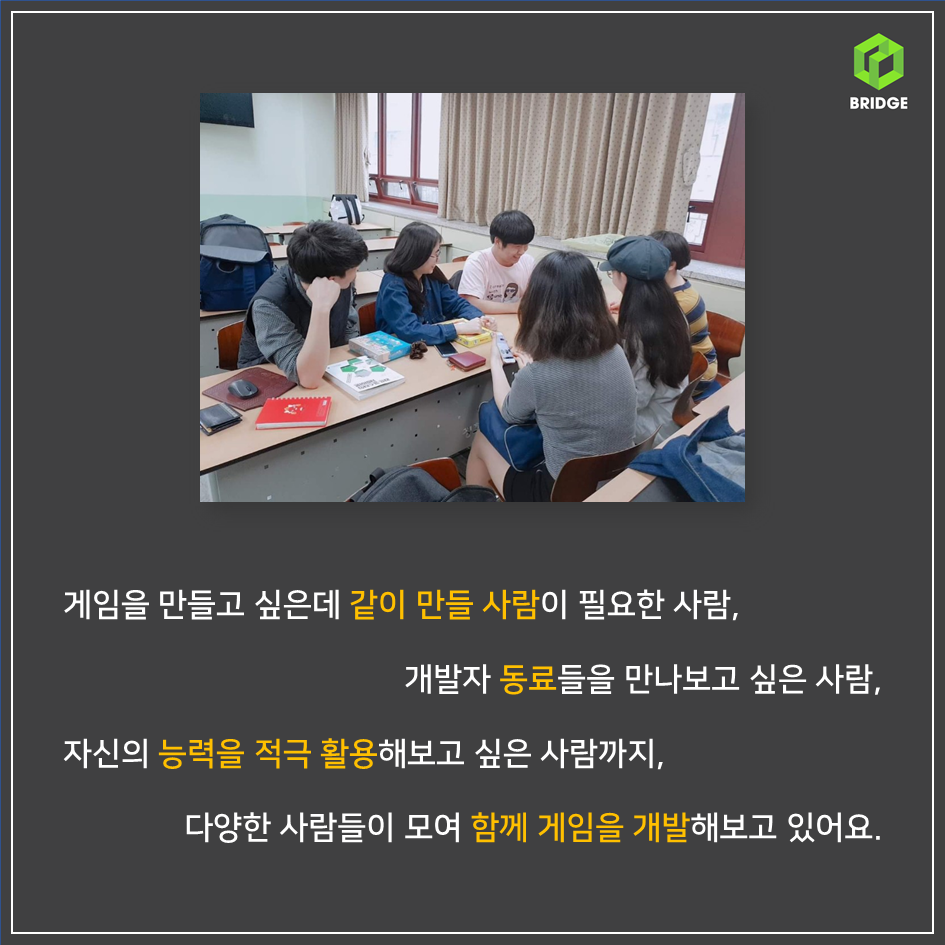 BRIDGE
게임을 만들고 싶은데 같이 만들 사람이 필요한 사람,
개발자 동료들을 만나보고 싶은 사람,
자신의 능력을 적극 활용해보고 싶은 사람까지,
다양한 사람들이 모여 함께 게임을 개발해보고 있어요.